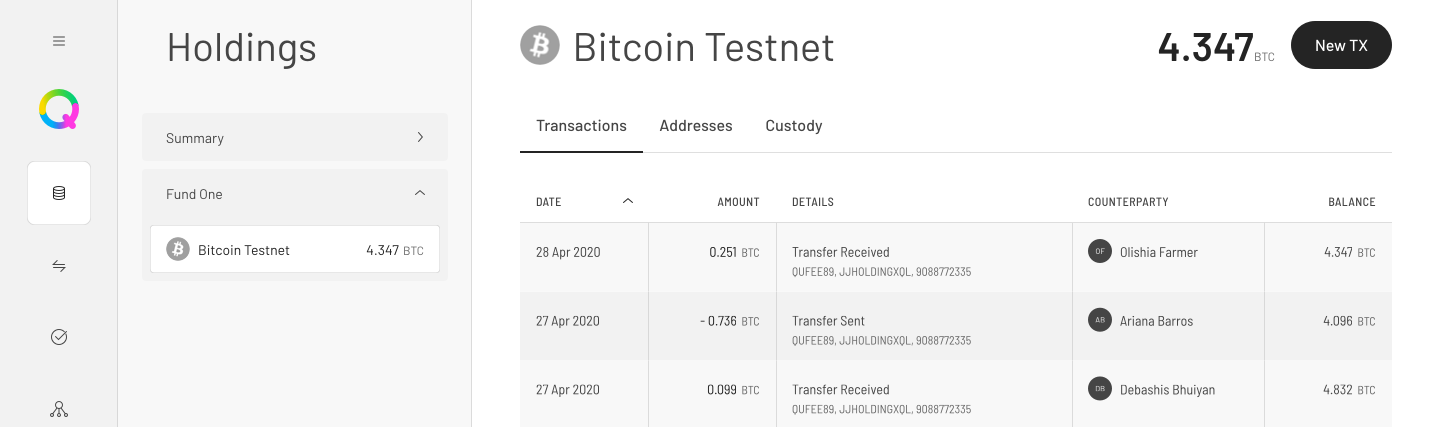 Holdings
Summary
Fund One
Bitcoin Testnet 4.347 BTC
Bitcoin Testnet
4.347 BTC
New TX
Transactions Addresses Custody
DATE AMOUNT DETAILS COUNTERPARTY BALANCE
28 Apr 2020 0.251 BTC Transfer Received OF Olishia Farmer 4.347 BTC
QUFEE89, JJHOLDINGXQL, 9088772335
27 Apr 2020 - 0.736 BTC Transfer Sent AB Ariana Barros 4.096 BTC
QUFEE89, JJHOLDINGXQL, 9088772335
27 Apr 2020 0.099 BTC Transfer Received DB Debashis Bhuiyan 4.832 BTC
QUFEE89, JJHOLDINGXQL, 9088772335